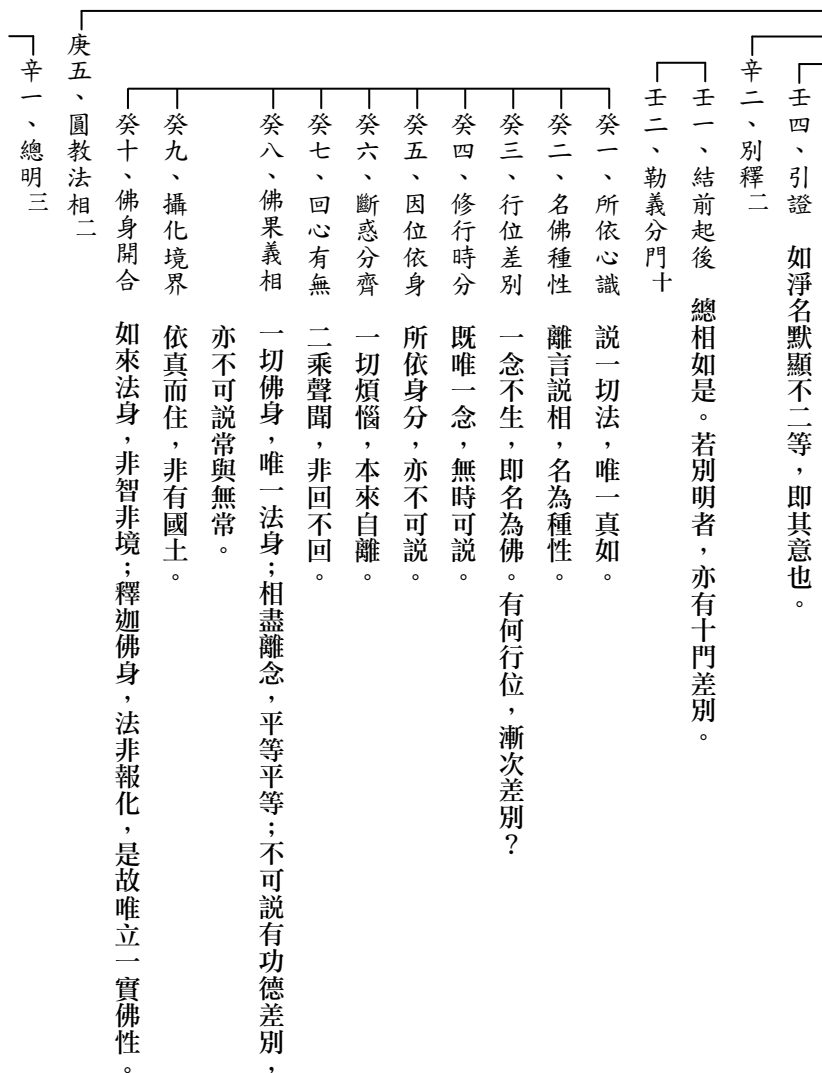 壬四、引證　如淨名默顯不二等，即其意也。
辛二、別釋二
壬一、結前起後　總相如是。若別明者，亦有十門差別。
壬二、勒義分門十
癸一、所依心識　說一切法，唯一真如。
癸二、名佛種性　離言說相，名為種性。
癸三、行位差別　一念不生，即名為佛。有何行位，漸次差別？
癸四、修行時分　既唯一念，無時可說。
癸五、因位依身　所依身分，亦不可說。
癸六、斷惑分齊　一切煩惱，本來自離。
癸七、回心有無　二乘聲聞，非回不回。
癸八、佛果義相　一切佛身，唯一法身；相盡離念，平等平等；不可說有功德差別，
亦不可說常與無常。
癸九、攝化境界　依真而住，非有國土。
癸十、佛身開合　如來法身，非智非境；釋迦佛身，法非報化，是故唯立一實佛性。
庚五、圓教法相二
辛一、總明三